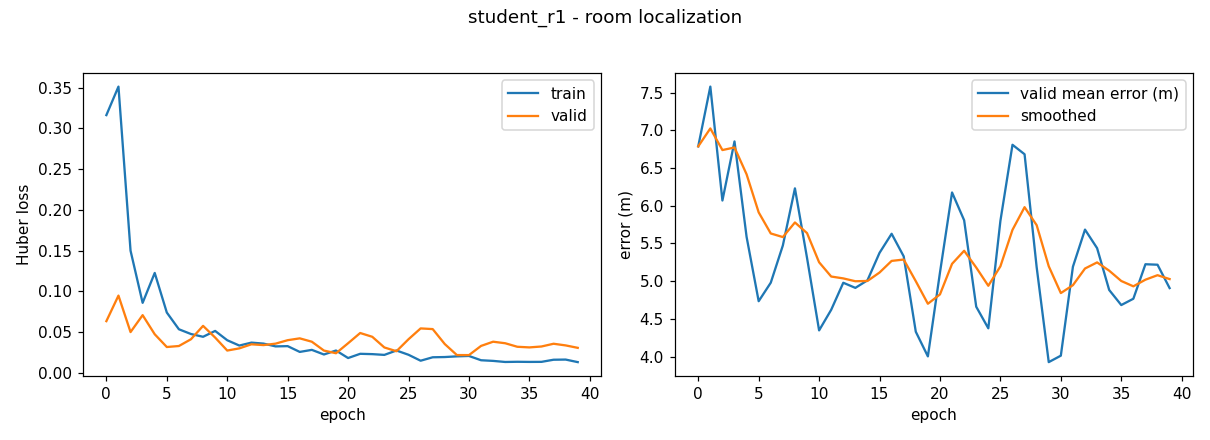 student_r1 - room localization
Huber loss
0.35
0.30
0.25
0.20
0.15
0.10
0.05
0.00
train
valid
0 5 10 15 20 25 30 35 40
epoch
error (m)
7.5
7.0
6.5
6.0
5.5
5.0
4.5
4.0
valid mean error (m)
smoothed
0 5 10 15 20 25 30 35 40
epoch